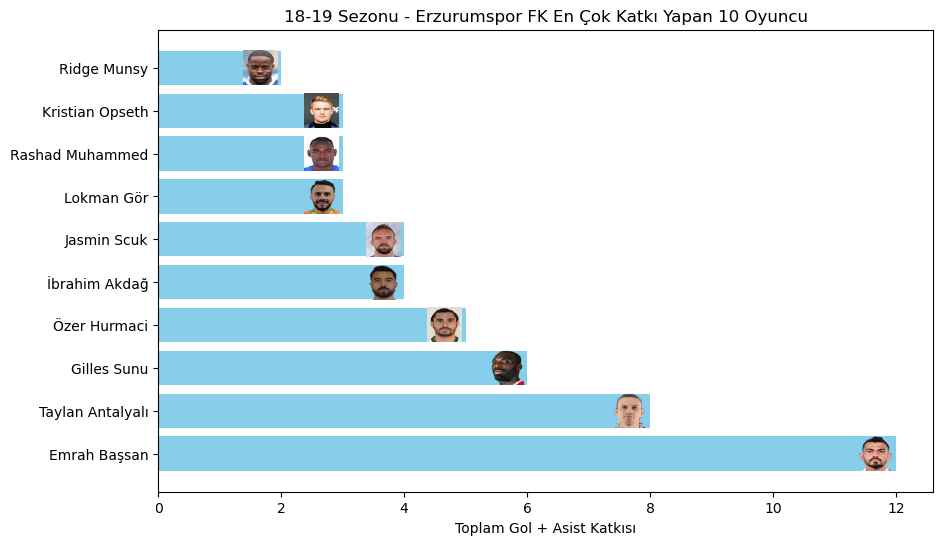 18-19 Sezonu - Erzurumspor FK En Çok Katkı Yapan 10 Oyuncu
Ridge Munsy
Kristian Opseth
Rashad Muhammed
Lokman Gör
Jasmin Scuk
İbrahim Akdağ
Özer Hurmaci
Gilles Sunu
Taylan Antalyalı
Emrah Başsan
0 2 4 6 8 10 12
Toplam Gol + Asist Katkısı